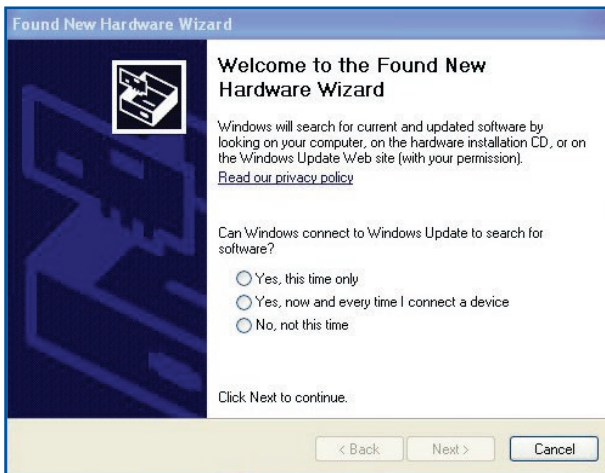 Found New Hardware Wizard
Welcome to the Found New
Hardware Wizard
Windows will search for current and updated software by
looking on your computer, on the hardware installation CD, or on
the Windows Update Web site (with your permission).
Read our privacy policy
Can Windows connect to Windows Update to search for
software?
Yes, this time only
Yes, now and every time I connect a device
No, not this time
Click Next to continue.
< Back Next > Cancel